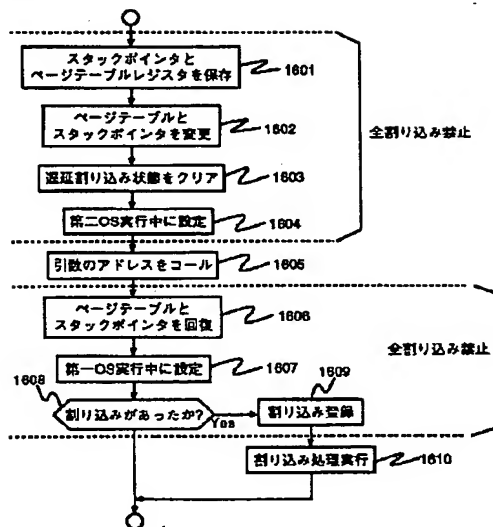 スタックポインタと
ページテーブルレジスタを保存
1601
ページテーブルと
スタックポインタを変更
1602
全割り込み禁止
遅延割り込み状態をクリア
1603
第二OS実行中に設定
1604
引数のアドレスをコール
1605
ページテーブルと
スタックポインタを回復
1606
全割り込み禁止
第一OS実行中に設定
1607
1608
割り込みがあったか?
Yes
1609
割り込み登録
割り込み処理実行
1610